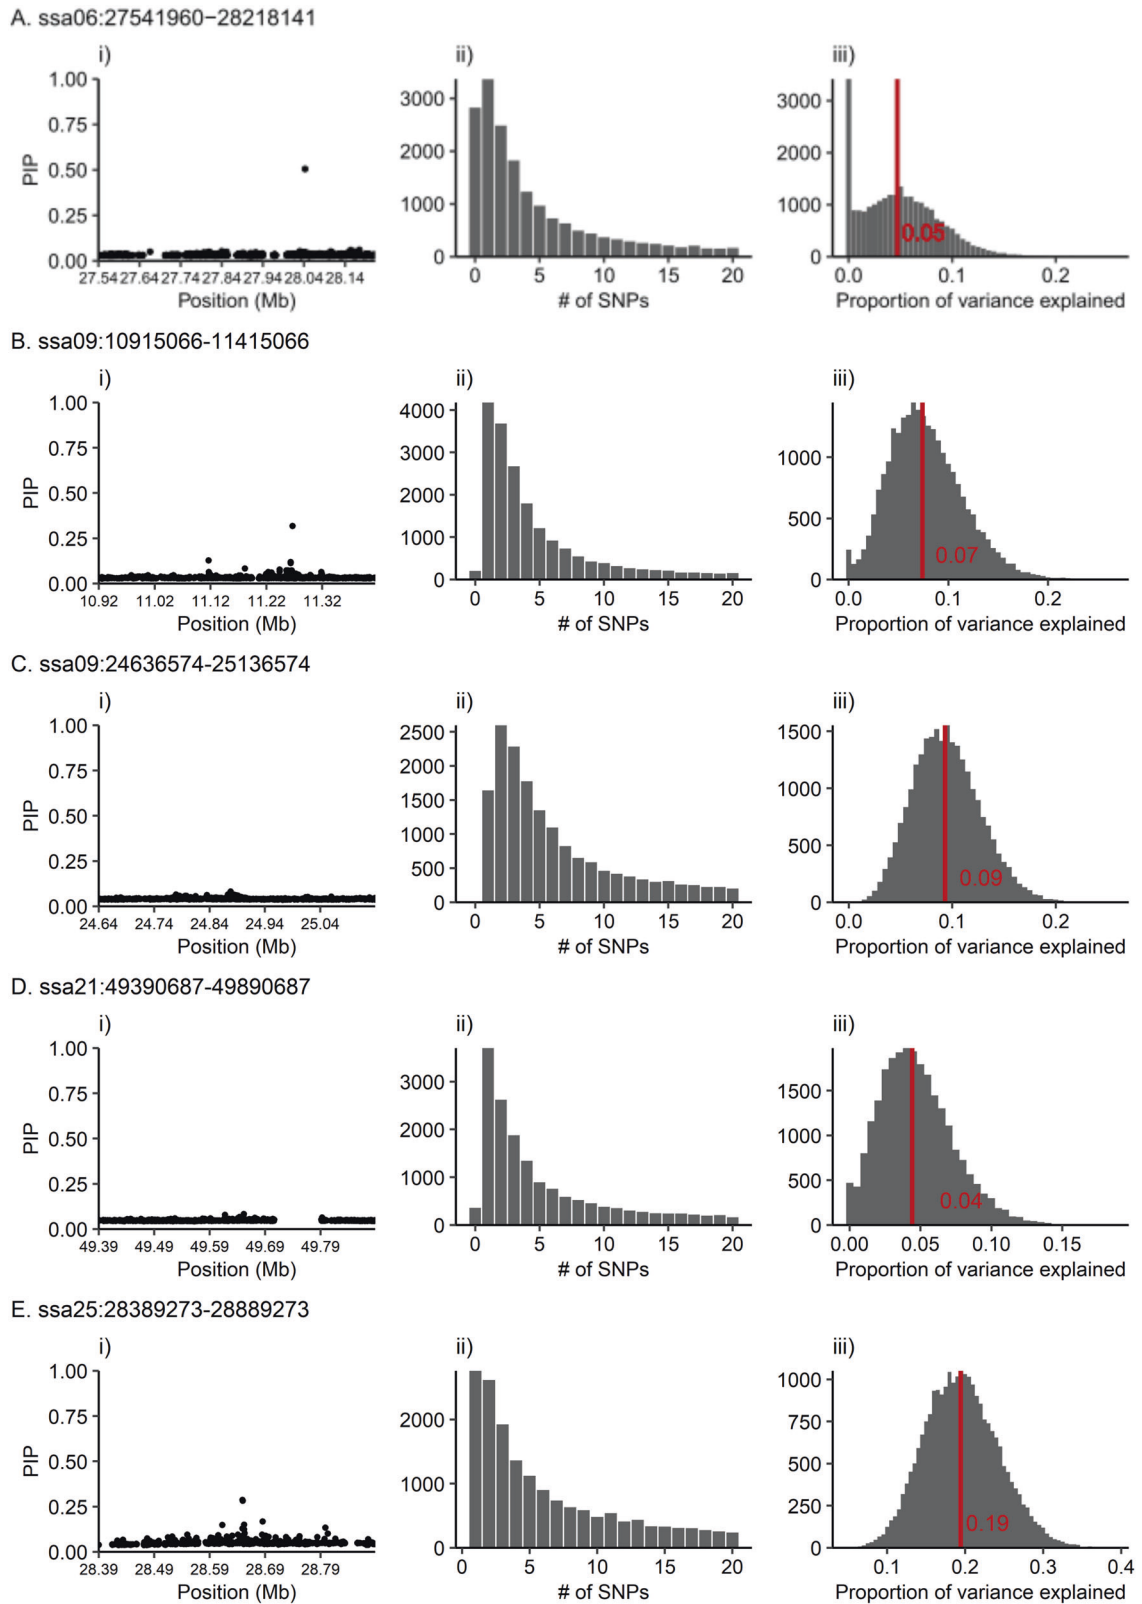 A. ssa06:27541960−28218141
i)
ii)
iii)
1.00
0.75
0.50
0.25
0.00
PIP
27.54 27.64 27.74 27.84 27.94 28.04 28.14
Position (Mb)
3000
2000
1000
0
0 5 10 15 20
# of SNPs
3000
2000
1000
0
0.05
0.0 0.1 0.2
Proportion of variance explained
B. ssa09:10915066-11415066
i)
ii)
iii)
1.00
0.75
0.50
0.25
0.00
PIP
10.92 11.02 11.12 11.22 11.32
Position (Mb)
4000
3000
2000
1000
0
0 5 10 15 20
# of SNPs
1000
500
0
0.07
0.0 0.1 0.2
Proportion of variance explained
C. ssa09:24636574-25136574
i)
ii)
iii)
1.00
0.75
0.50
0.25
0.00
PIP
24.64 24.74 24.84 24.94 25.04
Position (Mb)
2500
2000
1500
1000
500
0
0 5 10 15 20
# of SNPs
1500
1000
500
0
0.09
0.0 0.1 0.2
Proportion of variance explained
D. ssa21:49390687-49890687
i)
ii)
iii)
1.00
0.75
0.50
0.25
0.00
PIP
49.39 49.49 49.59 49.69 49.79
Position (Mb)
3000
2000
1000
0
0 5 10 15 20
# of SNPs
1500
1000
500
0
0.04
0.00 0.05 0.10 0.15
Proportion of variance explained
E. ssa25:28389273-28889273
i)
ii)
iii)
1.00
0.75
0.50
0.25
0.00
PIP
28.39 28.49 28.59 28.69 28.79
Position (Mb)
2000
1000
0
0 5 10 15 20
# of SNPs
1000
750
500
250
0
0.19
0.1 0.2 0.3 0.4
Proportion of variance explained